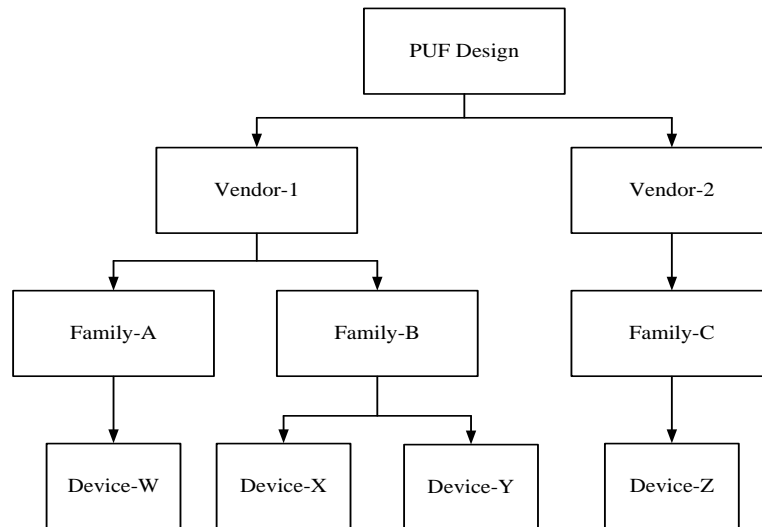 PUF Design
Vendor-1
Vendor-2
Family-A
Family-B
Family-C
Device-W
Device-X
Device-Y
Device-Z